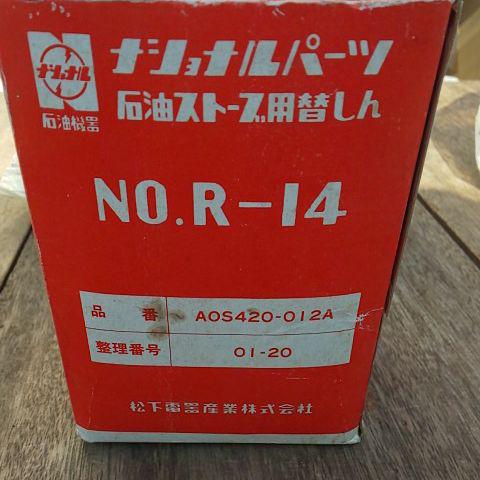 ナショナル
石油機器
ナショナルパーツ
石油ストーブ用替しん
NO.R-14
品番 AOS420-012A
整理番号 01-20
松下電器産業株式会社